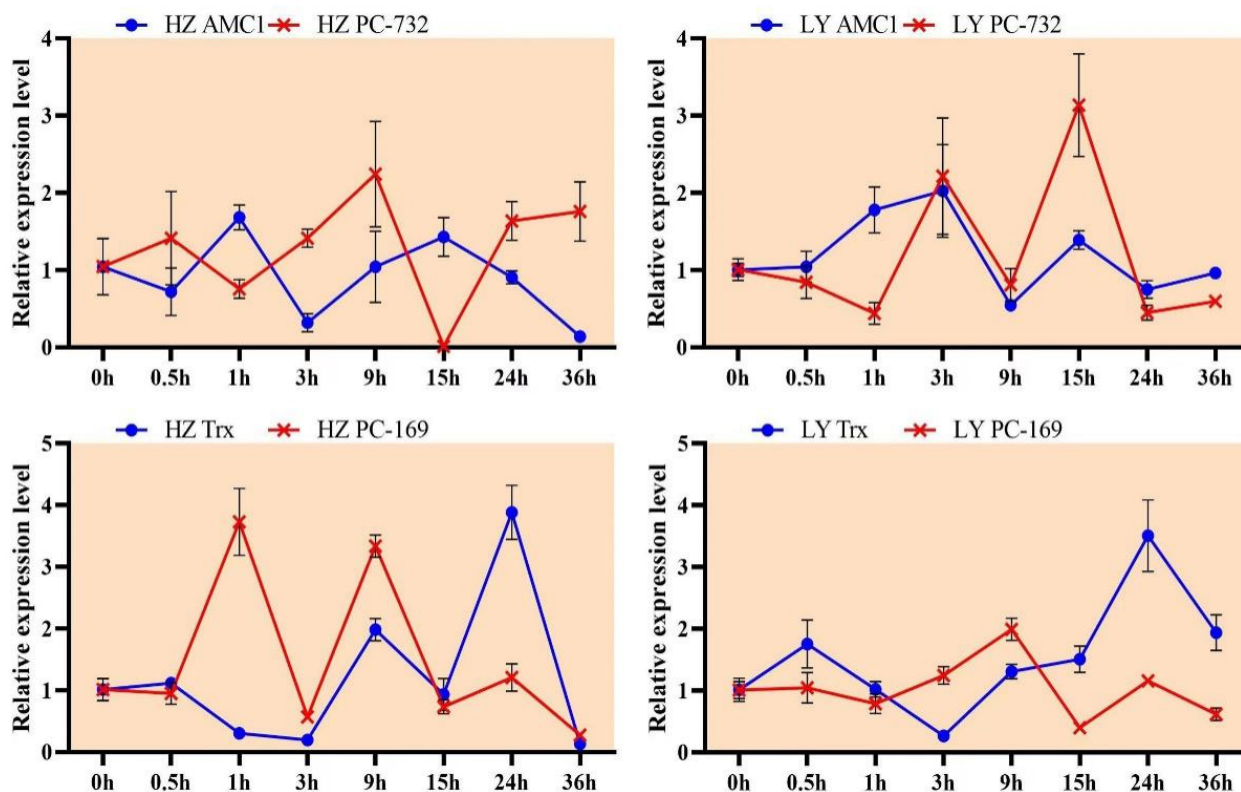 HZ AMC1 HZ PC-732
Relative expression level
4
3
2
1
0
0h 0.5h 1h 3h 9h 15h 24h 36h
LY AMC1 LY PC-732
Relative expression level
4
3
2
1
0
0h 0.5h 1h 3h 9h 15h 24h 36h
HZ Trx HZ PC-169
Relative expression level
5
4
3
2
1
0
0h 0.5h 1h 3h 9h 15h 24h 36h
LY Trx LY PC-169
Relative expression level
5
4
3
2
1
0
0h 0.5h 1h 3h 9h 15h 24h 36h